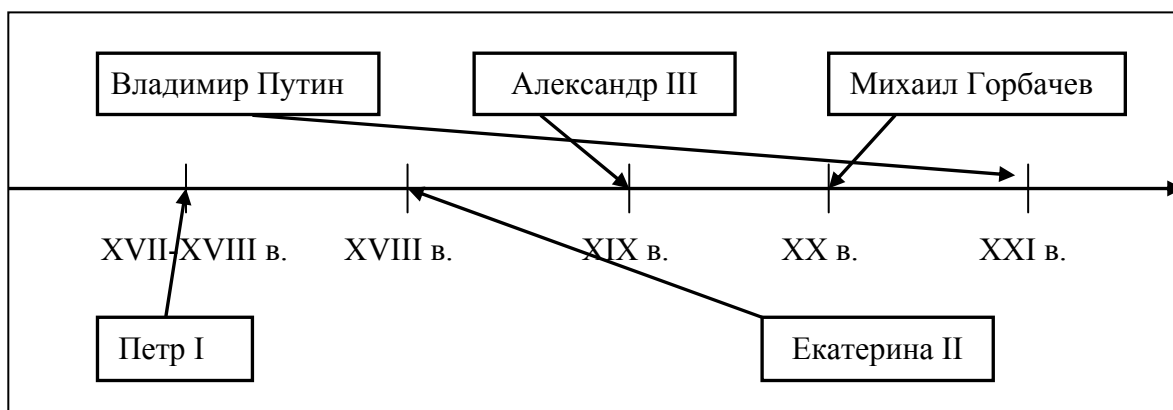 Владимир Путин
Александр III
Михаил Горбачев
XVII-XVIII в.
XVIII в.
XIX в.
XX в.
XXI в.
Петр I
Екатерина II